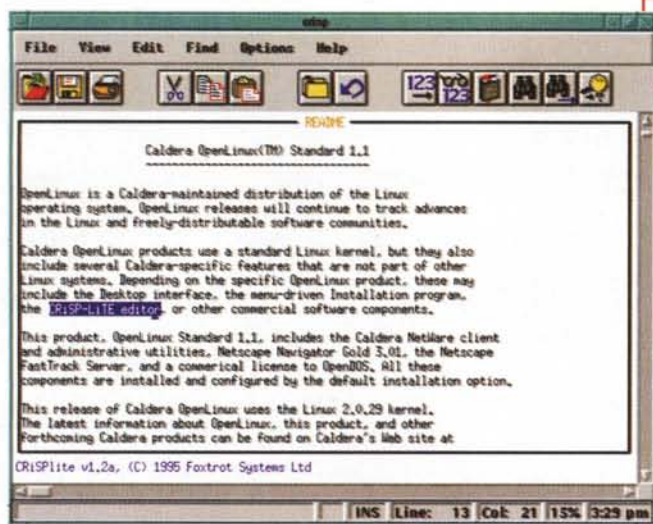 crisp
File View Edit Find Options Help
123 123
README
Caldera OpenLinux(TM) Standard 1.1
OpenLinux is a Caldera-maintained distribution of the Linux
operating system. OpenLinux releases will continue to track advances
in the Linux and freely-distributable software communities.
Caldera OpenLinux products use a standard Linux kernel, but they also
include several Caldera-specific features that are not part of other
Linux systems. Depending on the specific OpenLinux product, these may
include the Desktop interface, the menu-driven Installation program,
the CRiSP-LiTE editor, or other commercial software components.
This product, OpenLinux Standard 1.1, includes the Caldera NetWare client
and administrative utilities, Netscape Navigator Gold 3.01, the Netscape
FastTrack Server, and a commerical license to OpenDOS. All these
components are installed and configured by the default installation option.
This release of Caldera OpenLinux uses the Linux 2.0.29 kernel.
The latest information about OpenLinux, this product, and other
forthcoming Caldera products can be found on Caldera's Web site at
CRiSPlite v1.2a, (C) 1995 Foxtrot Systems Ltd
INS Line: 13 Col: 21 15% 3:29 pm